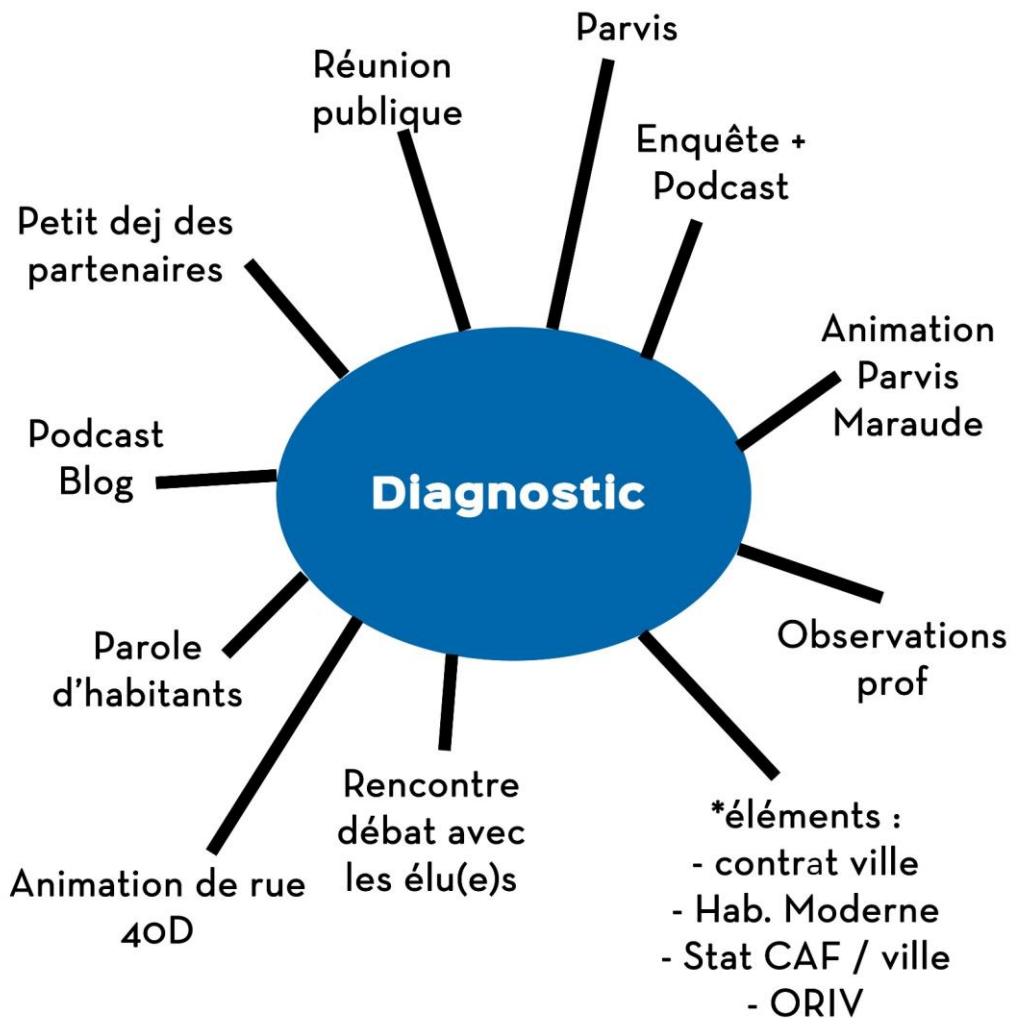 Parvis
Réunion
publique
Enquête +
Podcast
Petit dej des
partenaires
Animation
Parvis
Maraude
Podcast
Blog
Diagnostic
Parole
d'habitants
Observations
prof
Rencontre
débat avec
les élu(e)s
Animation de rue
40D
*éléments :
- contrat ville
- Hab. Moderne
- Stat CAF / ville
- ORIV